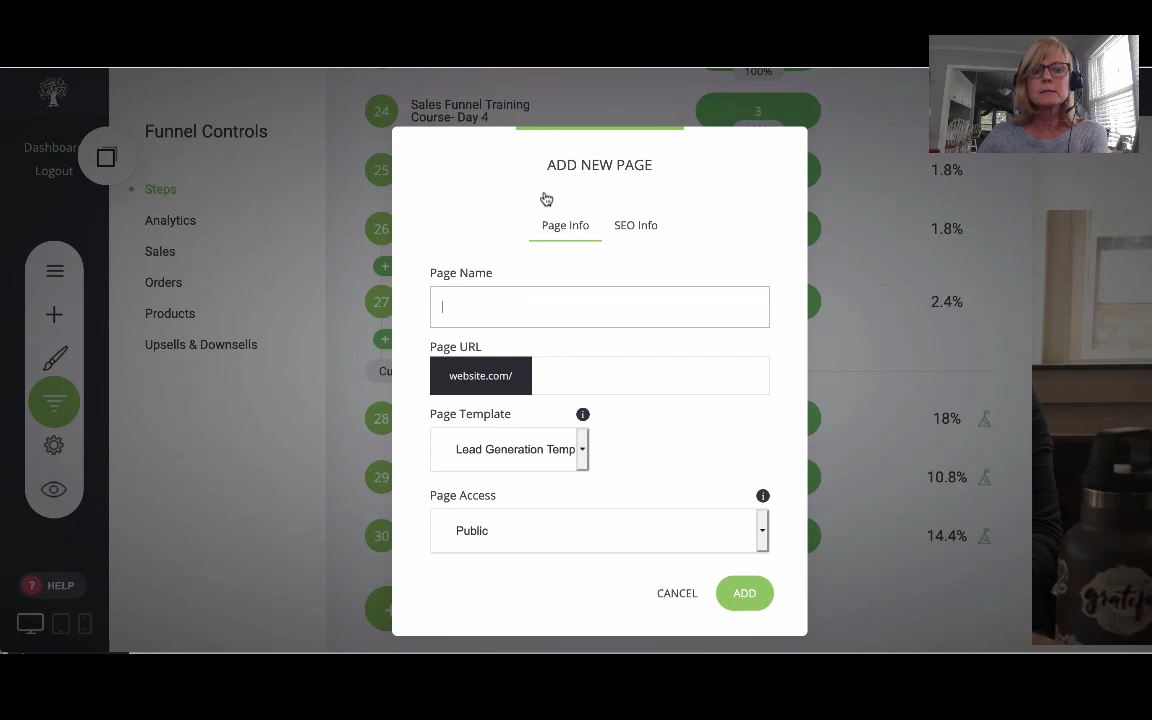 100%
24
Sales Funnel Training
Course- Day 4
3
Dashboar
Logout
Funnel Controls
Steps
Analytics
Sales
Orders
Products
Upsells & Downsells
25
1.8%
26
1.8%
27
2.4%
Cu
28
18%
29
10.8%
30
14.4%
? HELP
ADD NEW PAGE
Page Info
SEO Info
Page Name
Page URL
website.com/
Page Template
Lead Generation Temp
Page Access
Public
CANCEL
ADD
grateful